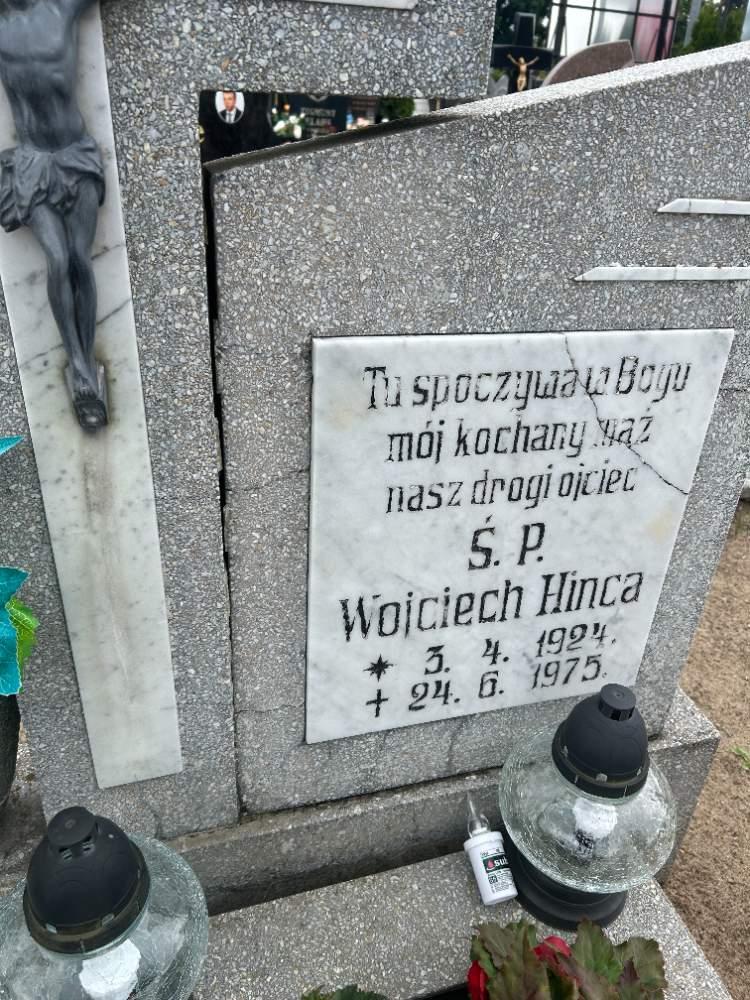 Tu spoczywa w Bogu
mój kochany mąż
nasz drogi ojciec
Ś. P.
Wojciech Hinca
* 3. 4. 1924.
+ 24. 6. 1975.